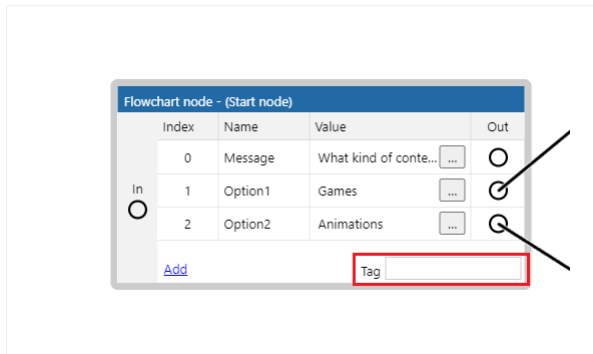 Flowchart node - (Start node)
Index Name Value Out
0 Message What kind of conte... ...
In
1 Option1 Games ...
2 Option2 Animations ...
Add Tag